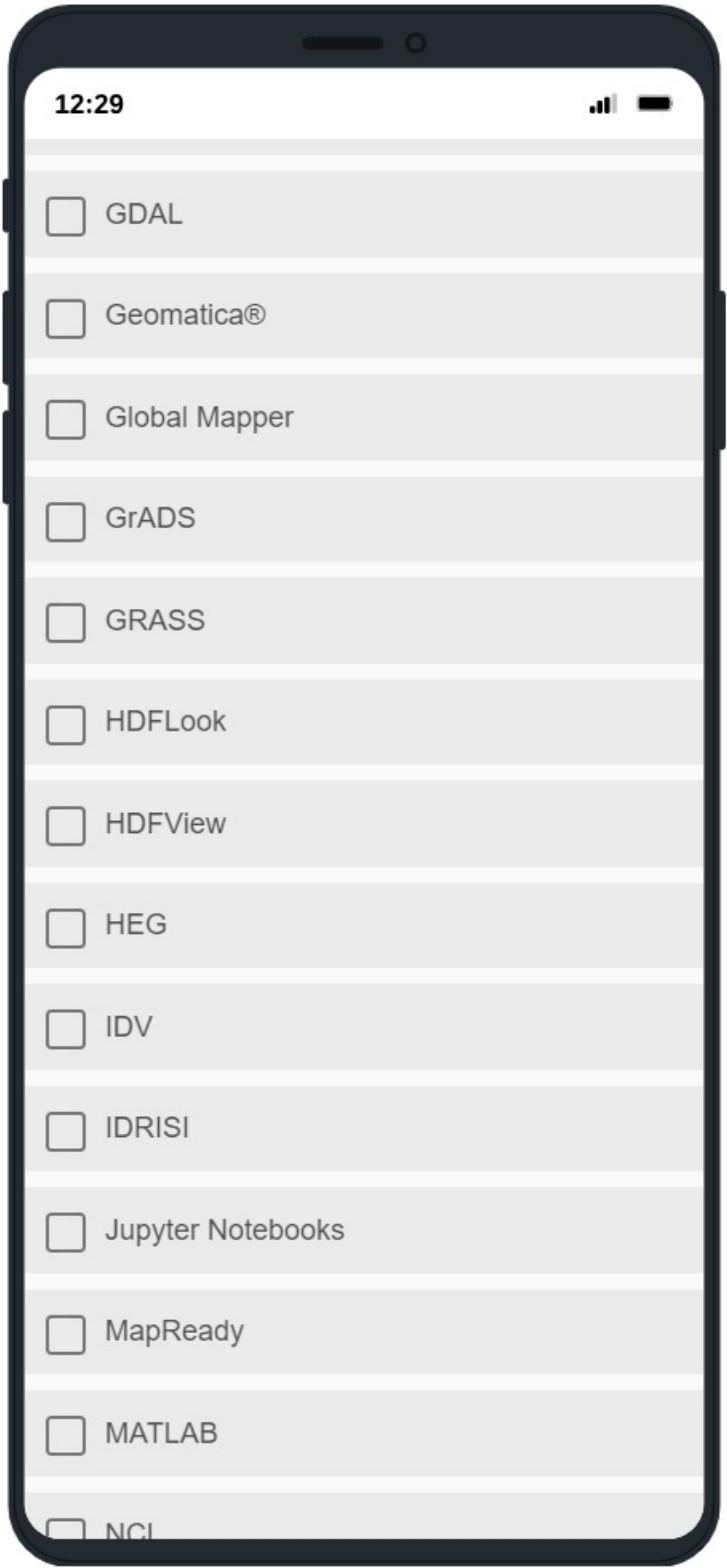 12:29
GDAL
Geomatica®
Global Mapper
GrADS
GRASS
HDFLook
HDFView
HEG
IDV
IDRISI
Jupyter Notebooks
MapReady
MATLAB